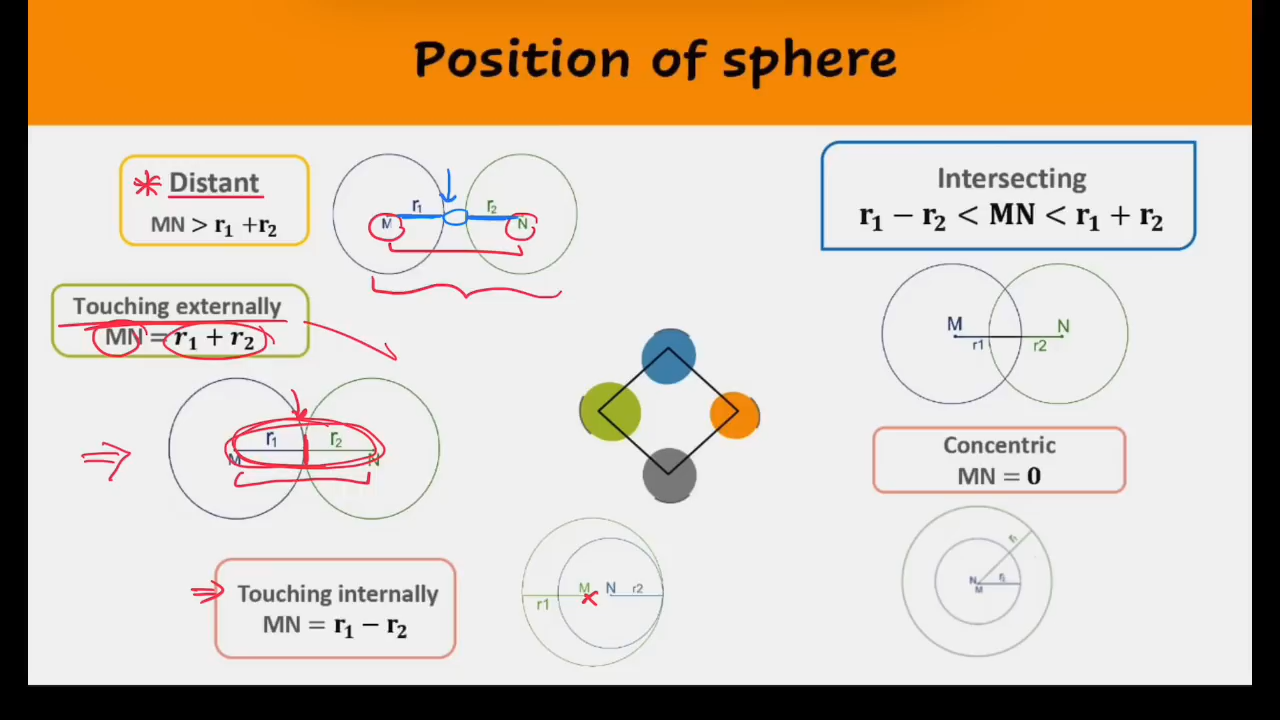 Position of sphere
* Distant
MN > r₁ +r₂
r₁ r₂
M N
Touching externally
MN = r₁ + r₂
r₁ r₂
M N
Touching internally
MN = r₁ − r₂
M N r2
r1
Intersecting
r₁ − r₂ < MN < r₁ + r₂
M N
r1 r2
Concentric
MN = 0
N
M